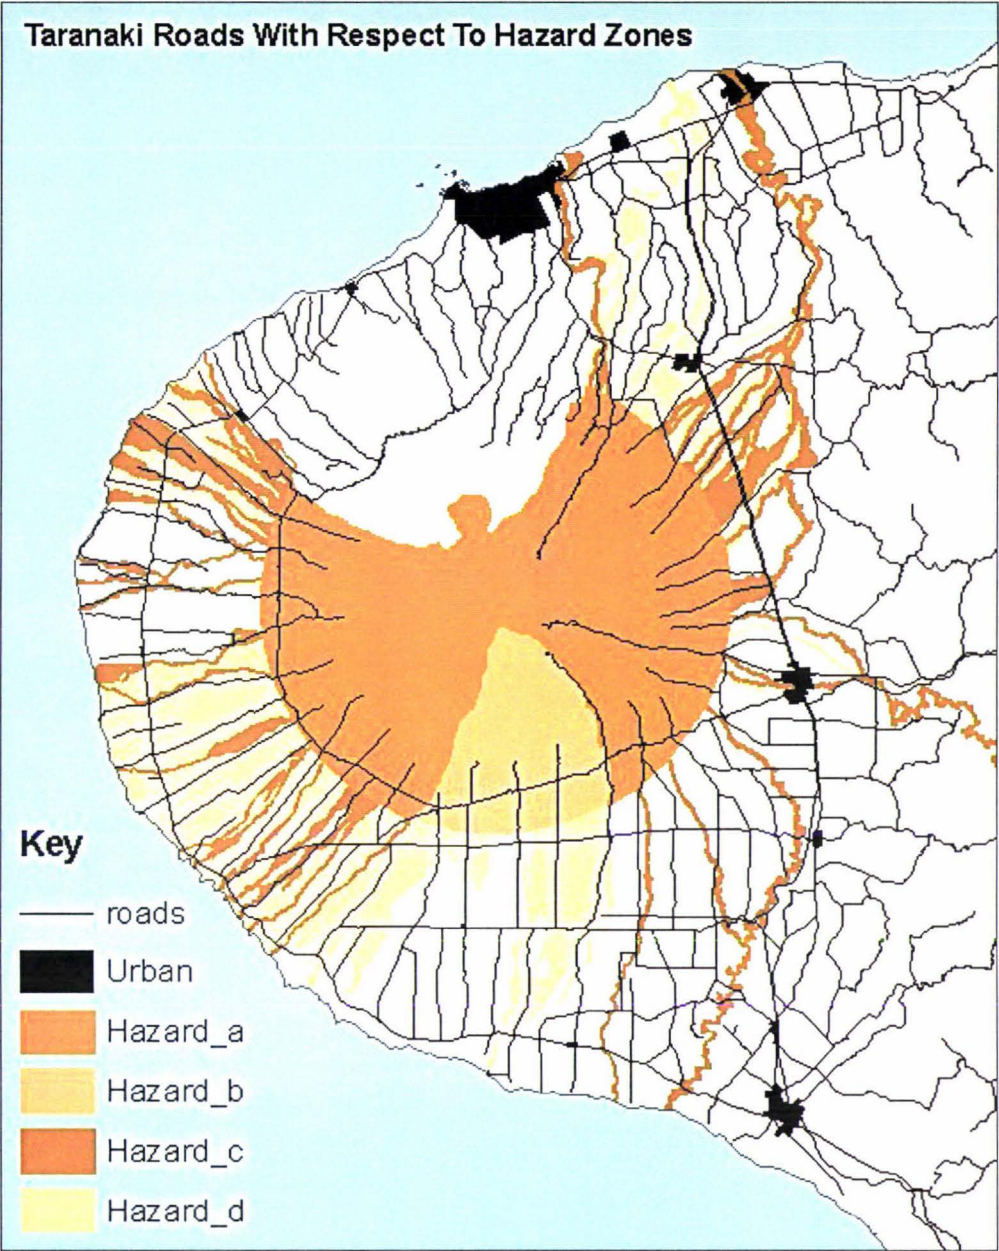 Taranaki Roads With Respect To Hazard Zones
Key
roads
Urban
Hazard_a
Hazard_b
Hazard_c
Hazard_d